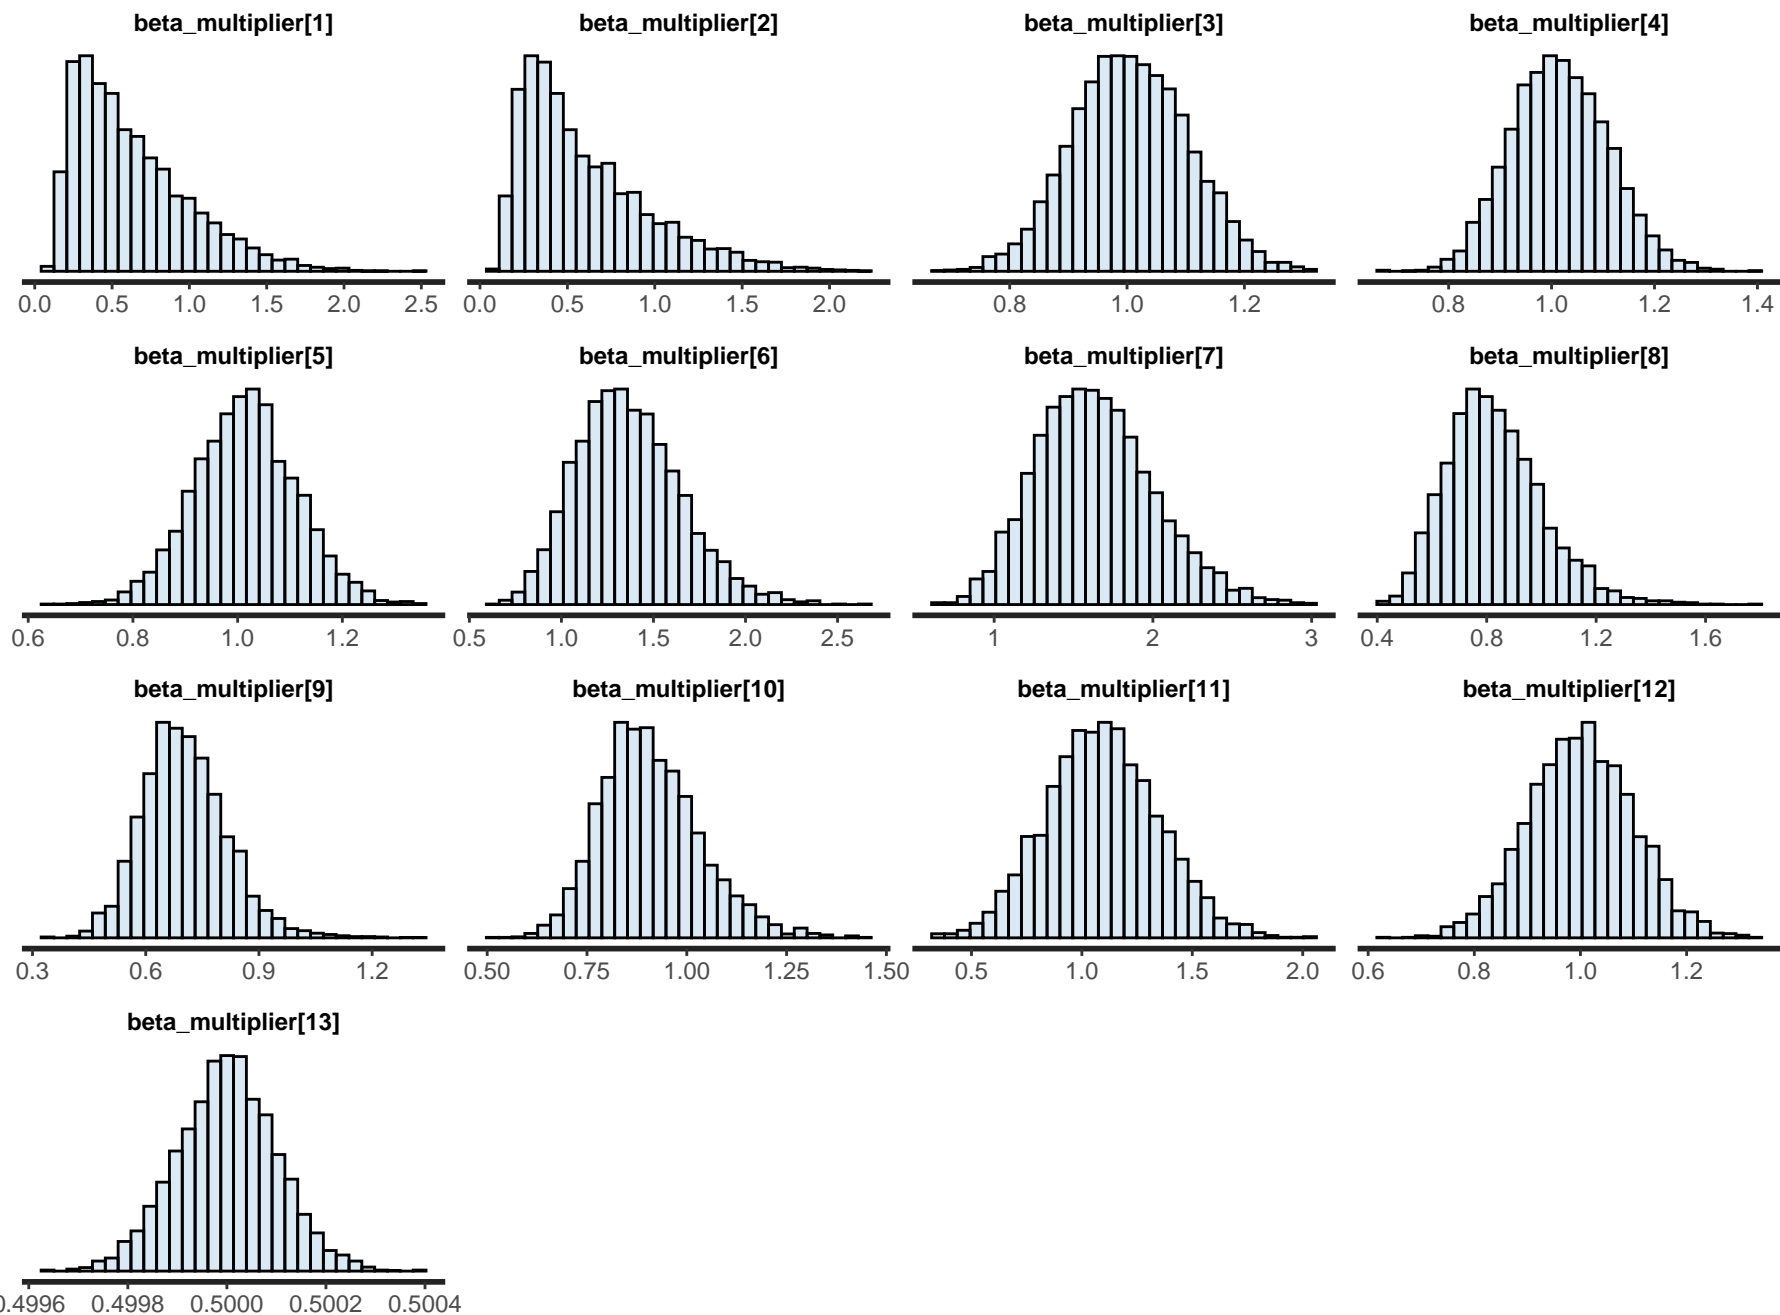 beta_multiplier[1] beta_multiplier[2] beta_multiplier[3] beta_multiplier[4]
0.0 0.5 1.0 1.5 2.0 2.5 0.0 0.5 1.0 1.5 2.0 0.8 1.0 1.2 0.8 1.0 1.2 1.4
beta_multiplier[5] beta_multiplier[6] beta_multiplier[7] beta_multiplier[8]
0.6 0.8 1.0 1.2 0.5 1.0 1.5 2.0 2.5 1 2 3 0.4 0.8 1.2 1.6
beta_multiplier[9] beta_multiplier[10] beta_multiplier[11] beta_multiplier[12]
0.3 0.6 0.9 1.2 0.50 0.75 1.00 1.25 1.50 0.5 1.0 1.5 2.0 0.6 0.8 1.0 1.2
beta_multiplier[13]
0.4996 0.4998 0.5000 0.5002 0.5004